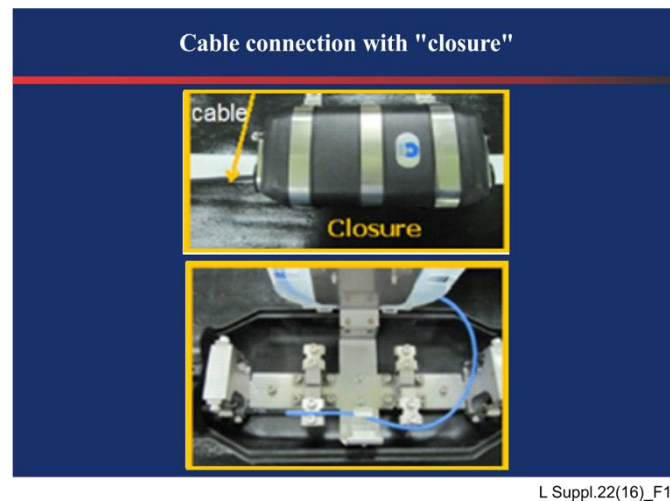 Cable connection with "closure"
cable
Closure
L Suppl.22(16)_F1